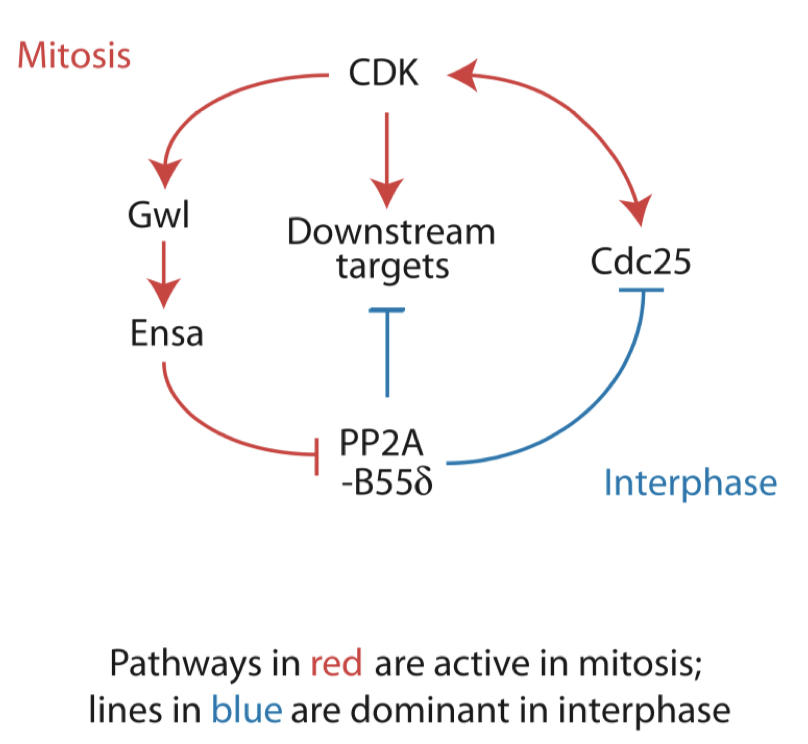 Mitosis
CDK
Gwl
Downstream
targets
Cdc25
Ensa
PP2A
-B55δ
Interphase
Pathways in red are active in mitosis;
lines in blue are dominant in interphase